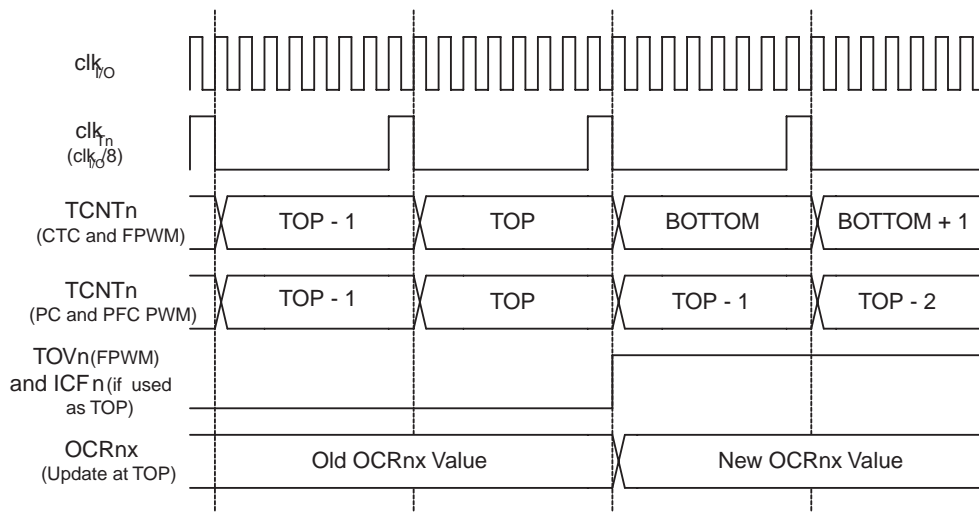 clkI/O
clkTn
(clkI/O/8)
TCNTn
(CTC and FPWM)
TOP - 1
TOP
BOTTOM
BOTTOM + 1
TCNTn
(PC and PFC PWM)
TOP - 1
TOP
TOP - 1
TOP - 2
TOVn(FPWM)
and ICFn(if used
as TOP)
OCRnx
(Update at TOP)
Old OCRnx Value
New OCRnx Value